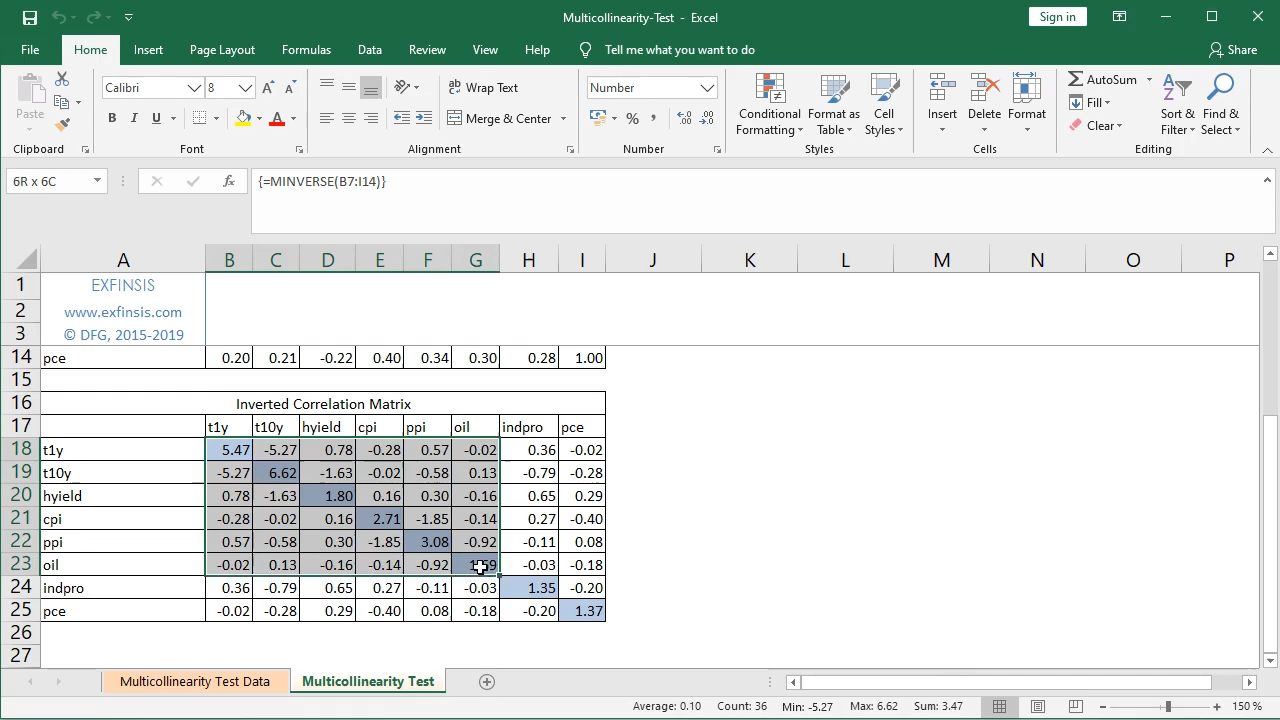 Multicollinearity-Test - Excel
Sign in
File Home Insert Page Layout Formulas Data Review View Help Tell me what you want to do Share
Paste
Clipboard
Calibri 8
B I U
Font
Wrap Text
Merge & Center
Alignment
Number
Number
Conditional Formatting
Format as Table
Cell Styles
Styles
Insert Delete Format
Cells
AutoSum
Fill
Clear
Sort & Filter
Find & Select
Editing
6R x 6C fx {=MINVERSE(B7:I14)}
A B C D E F G H I J K L M N O P
1 EXFINSIS
2 www.exfinsis.com
3 © DFG, 2015-2019
14 pce 0.20 0.21 -0.22 0.40 0.34 0.30 0.28 1.00
15
16 Inverted Correlation Matrix
17 t1y t10y hyield cpi ppi oil indpro pce
18 t1y 5.47 -5.27 0.78 -0.28 0.57 -0.02 0.36 -0.02
19 t10y -5.27 6.62 -1.63 -0.02 -0.58 0.13 -0.79 -0.28
20 hyield 0.78 -1.63 1.80 0.16 0.30 -0.16 0.65 0.29
21 cpi -0.28 -0.02 0.16 2.71 -1.85 -0.14 0.27 -0.40
22 ppi 0.57 -0.58 0.30 -1.85 3.08 -0.92 -0.11 0.08
23 oil -0.02 0.13 -0.16 -0.14 -0.92 -0.03 -0.18
24 indpro 0.36 -0.79 0.65 0.27 -0.11 -0.03 1.35 -0.20
25 pce -0.02 -0.28 0.29 -0.40 0.08 -0.18 -0.20 1.37
26
27
Multicollinearity Test Data Multicollinearity Test
Average: 0.10 Count: 36 Min: -5.27 Max: 6.62 Sum: 3.47 150 %